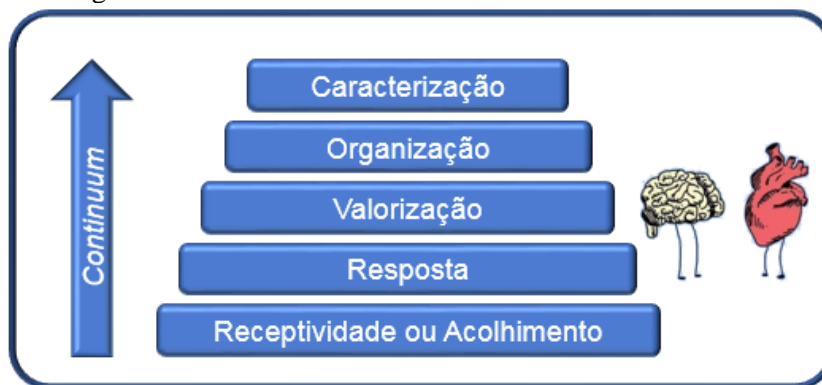 Caracterização
Organização
Valorização
Resposta
Receptividade ou Acolhimento
Continuum